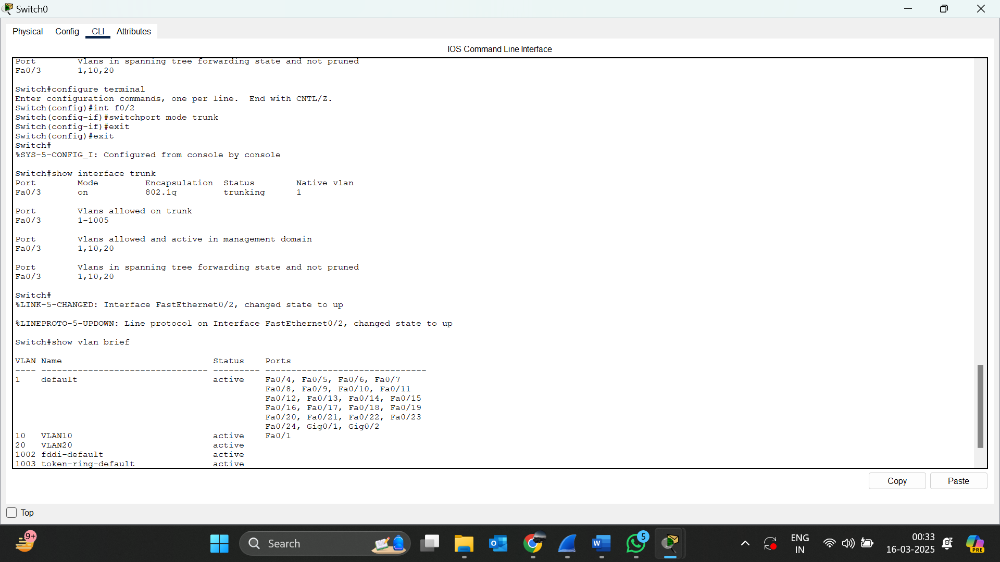 Switch0
Physical Config CLI Attributes
IOS Command Line Interface
Port        Vlans in spanning tree forwarding state and not pruned
Fa0/3       1,10,20
Switch#configure terminal
Enter configuration commands, one per line.  End with CNTL/Z.
Switch(config)#int f0/2
Switch(config-if)#switchport mode trunk
Switch(config-if)#exit
Switch(config)#exit
Switch#
%SYS-5-CONFIG_I: Configured from console by console
Switch#show interface trunk
Port        Mode         Encapsulation  Status        Native vlan
Fa0/3       on           802.1q         trunking      1
Port        Vlans allowed on trunk
Fa0/3       1-1005
Port        Vlans allowed and active in management domain
Fa0/3       1,10,20
Port        Vlans in spanning tree forwarding state and not pruned
Fa0/3       1,10,20
Switch#
%LINK-5-CHANGED: Interface FastEthernet0/2, changed state to up
%LINEPROTO-5-UPDOWN: Line protocol on Interface FastEthernet0/2, changed state to up
Switch#show vlan brief
VLAN Name                             Status    Ports
---- -------------------------------- --------- -------------------------------
1    default                          active    Fa0/4, Fa0/5, Fa0/6, Fa0/7
                                                Fa0/8, Fa0/9, Fa0/10, Fa0/11
                                                Fa0/12, Fa0/13, Fa0/14, Fa0/15
                                                Fa0/16, Fa0/17, Fa0/18, Fa0/19
                                                Fa0/20, Fa0/21, Fa0/22, Fa0/23
                                                Fa0/24, Gig0/1, Gig0/2
10   VLAN10                           active    Fa0/1
20   VLAN20                           active
1002 fddi-default                     active
1003 token-ring-default               active
Copy Paste
Top
9+
Search
5
ENG
IN
00:33
16-03-2025
PRE